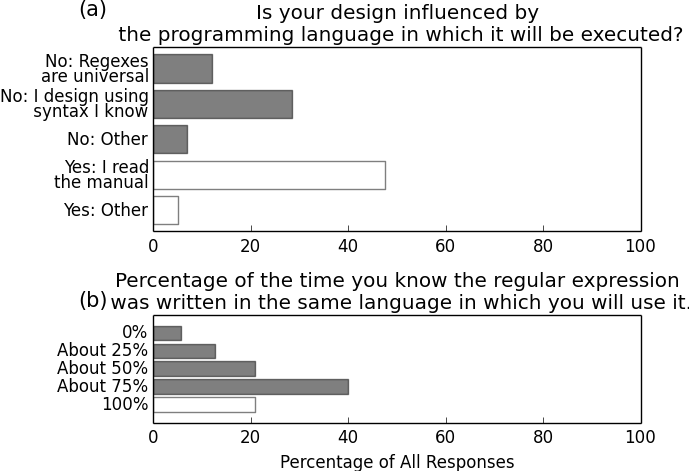 (a)
Is your design influenced by
the programming language in which it will be executed?
No: Regexes
are universal
No: I design using
syntax I know
No: Other
Yes: I read
the manual
Yes: Other
0 20 40 60 80 100
Percentage of the time you know the regular expression
(b) was written in the same language in which you will use it.
0%
About 25%
About 50%
About 75%
100%
0 20 40 60 80 100
Percentage of All Responses